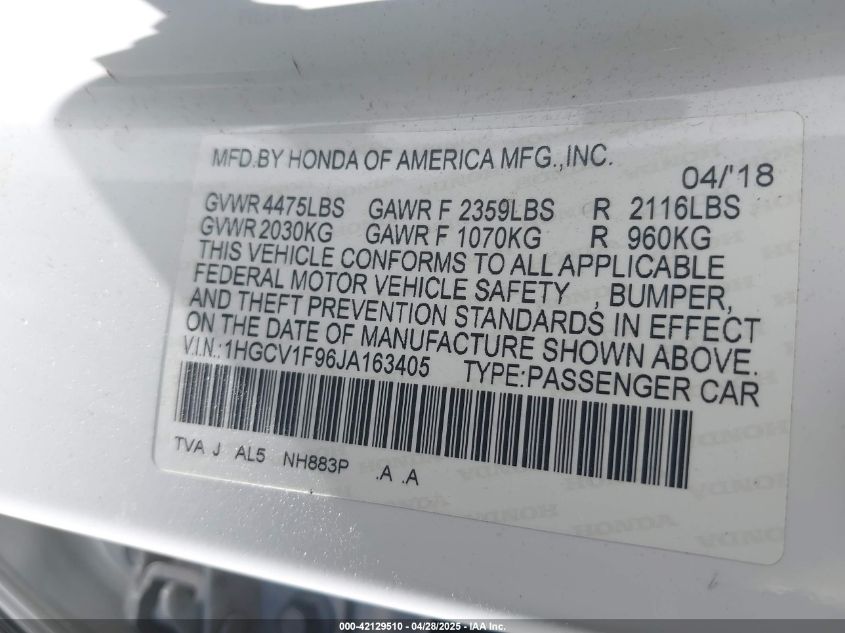 MFD.BY HONDA OF AMERICA MFG.,INC.
04/'18
GVWR 4475LBS GAWR F 2359LBS R 2116LBS
GVWR 2030KG GAWR F 1070KG R 960KG
THIS VEHICLE CONFORMS TO ALL APPLICABLE
FEDERAL MOTOR VEHICLE SAFETY , BUMPER,
AND THEFT PREVENTION STANDARDS IN EFFECT
ON THE DATE OF MANUFACTURE SHOWN ABOVE.
V.I.N.:1HGCV1F96JA163405 TYPE:PASSENGER CAR
TVA J AL5 NH883P .A .A
HONDA HONDA HONDA
000-42129510 - 04/28/2025 - IAA Inc.